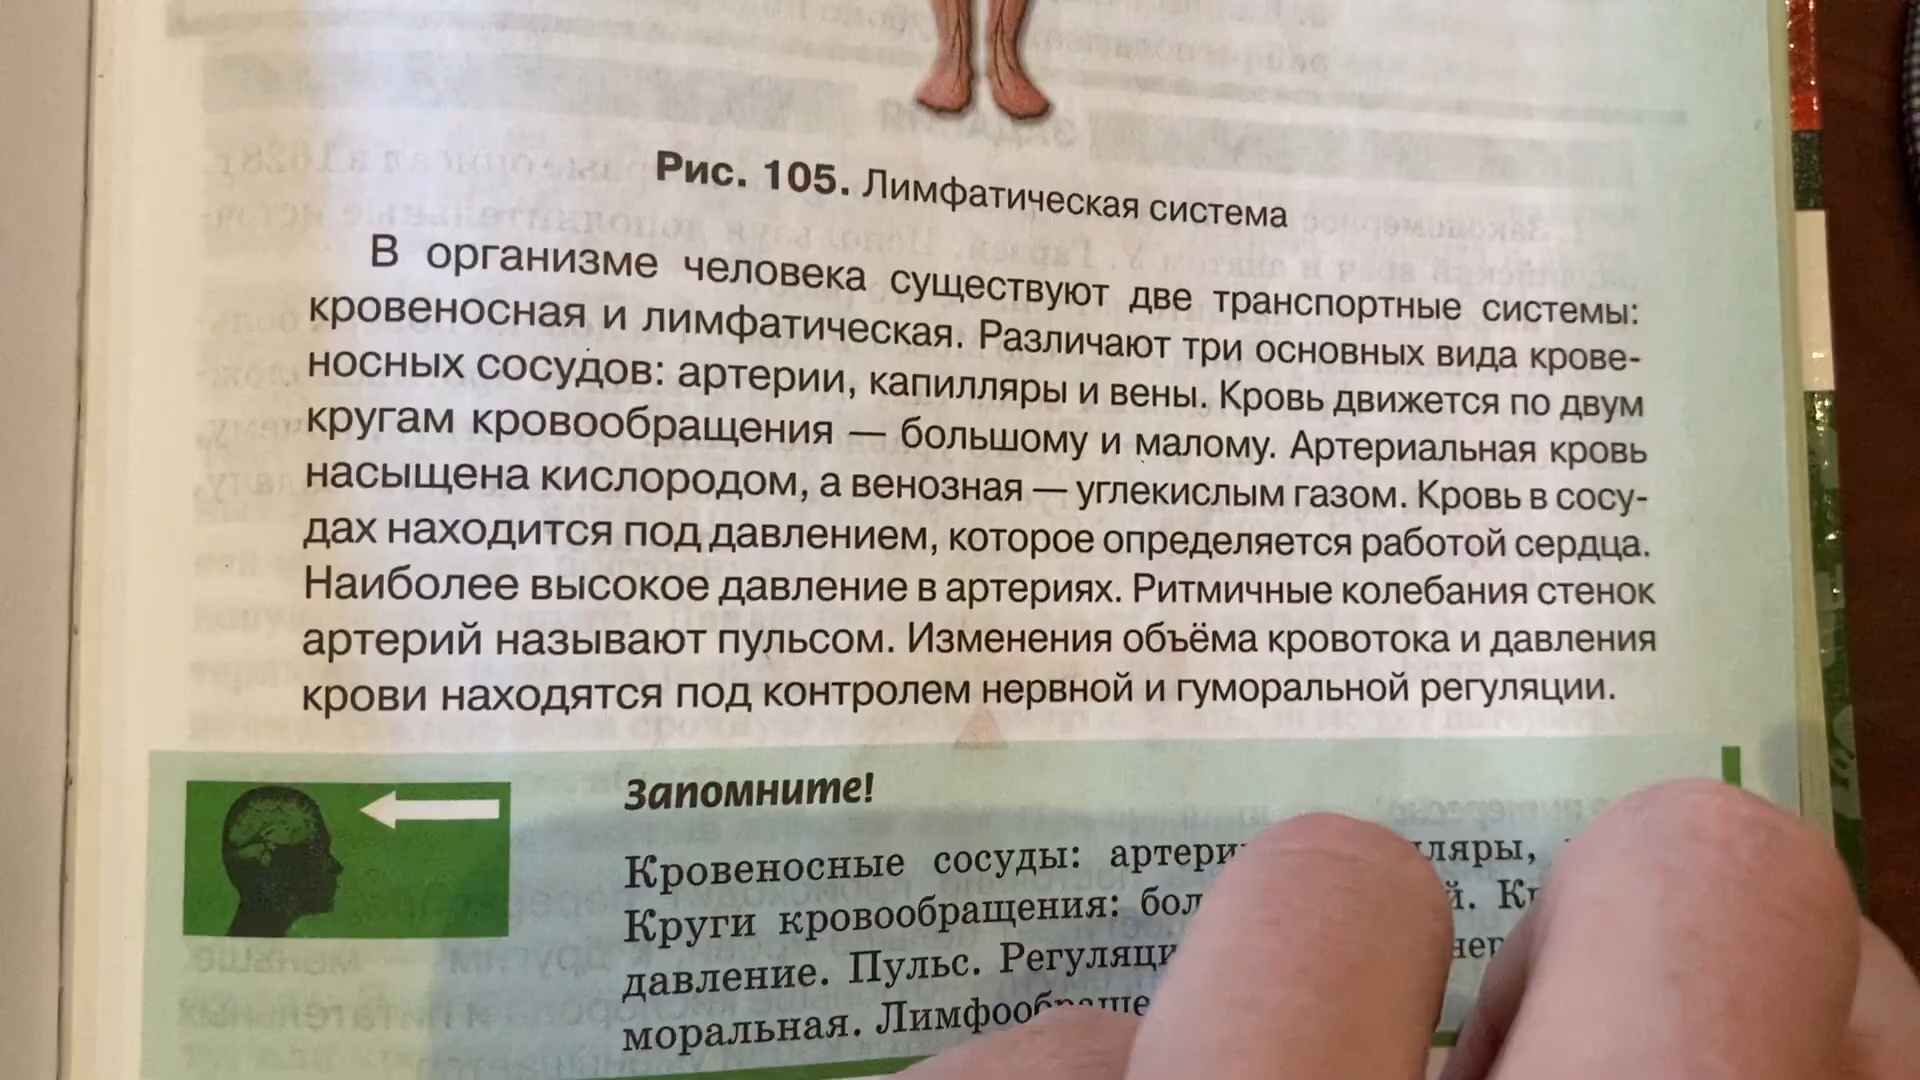 Рис. 105. Лимфатическая система
В организме человека существуют две транспортные системы:
кровеносная и лимфатическая. Различают три основных вида крове-
носных сосудов: артерии, капилляры и вены. Кровь движется по двум
кругам кровообращения — большому и малому. Артериальная кровь
насыщена кислородом, а венозная — углекислым газом. Кровь в сосу-
дах находится под давлением, которое определяется работой сердца.
Наиболее высокое давление в артериях. Ритмичные колебания стенок
артерий называют пульсом. Изменения объёма кровотока и давления
крови находятся под контролем нервной и гуморальной регуляции.
Запомните!
Кровеносные сосуды:
Круги кровообращения:
давление. Пульс.
моральная.